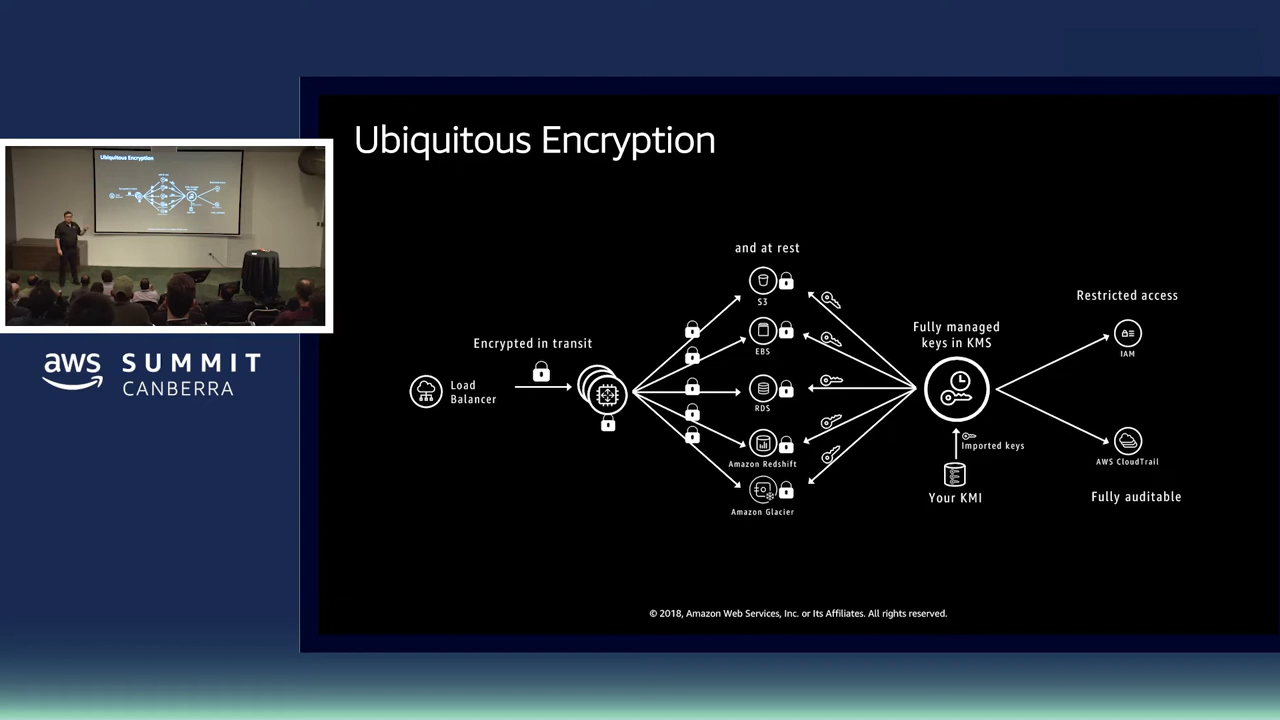 Ubiquitous Encryption
and at rest
S3
EBS
RDS
Amazon Redshift
Amazon Glacier
Encrypted in transit
Load
Balancer
Fully managed
keys in KMS
Imported keys
Your KMI
Restricted access
IAM
AWS CloudTrail
Fully auditable
© 2018, Amazon Web Services, Inc. or Its Affiliates. All rights reserved.
Ubiquitous Encryption
aws SUMMIT
CANBERRA